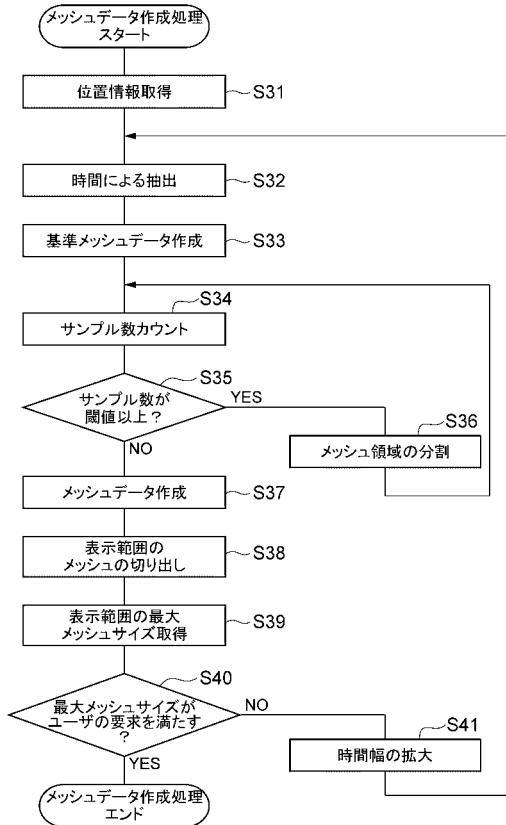 メッシュデータ作成処理
スタート
位置情報取得
S31
時間による抽出
S32
基準メッシュデータ作成
S33
S34
サンプル数カウント
S35
サンプル数が
閾値以上?
YES
NO
S36
メッシュ領域の分割
メッシュデータ作成
S37
表示範囲の
メッシュの切り出し
S38
表示範囲の最大
メッシュサイズ取得
S39
S40
最大メッシュサイズが
ユーザの要求を満たす
?
NO
YES
S41
時間幅の拡大
メッシュデータ作成処理
エンド